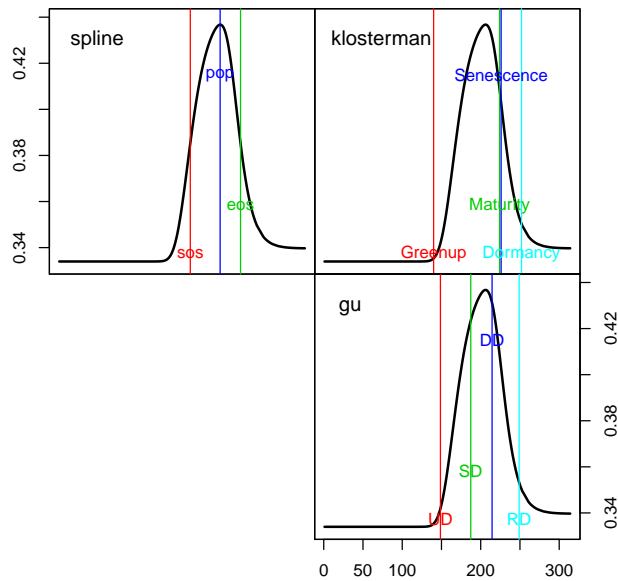 spline
klosterman
0.42
pop
Senescence
0.38
eos
Maturity
0.34
sos
Greenup
Dormancy
gu
0.42
DD
0.38
SD
0.34
UD
RD
0 50 100 200 300